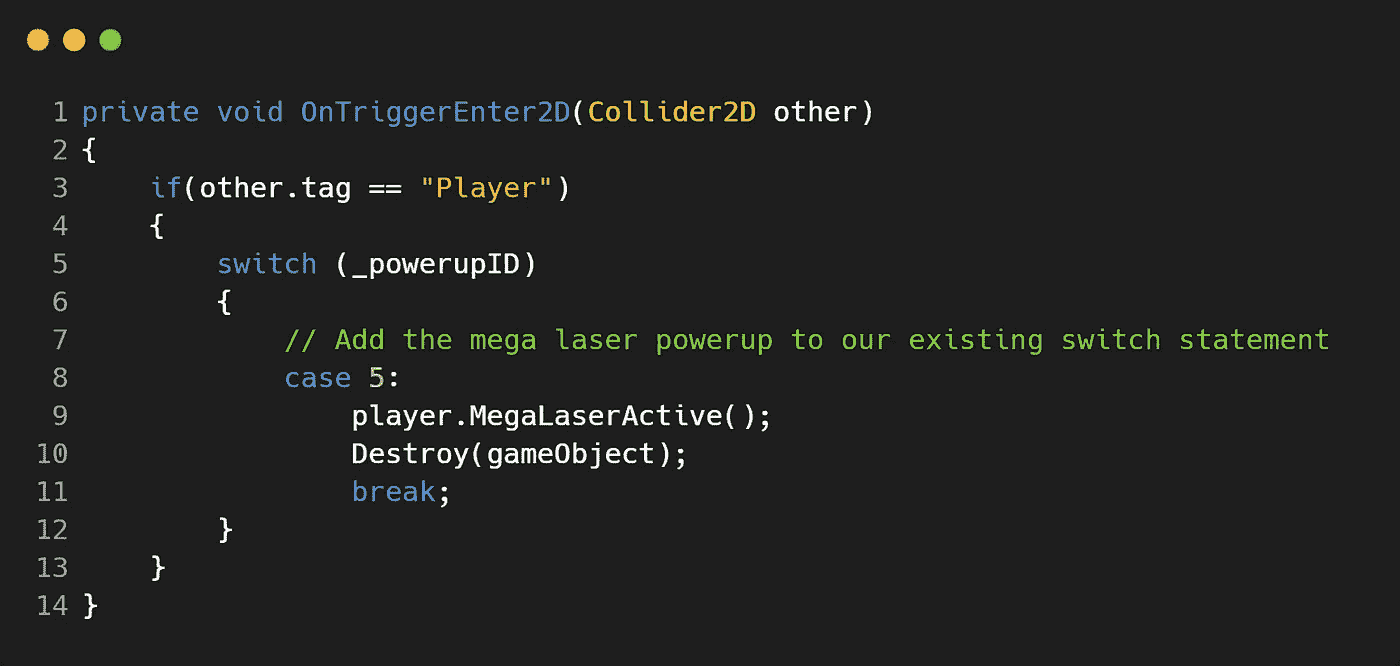 1 private void OnTriggerEnter2D(Collider2D other)
2 {
3     if(other.tag == "Player")
4     {
5         switch (_powerupID)
6         {
7             // Add the mega laser powerup to our existing switch statement
8             case 5:
9                 player.MegaLaserActive();
10                 Destroy(gameObject);
11                 break;
12         }
13     }
14 }